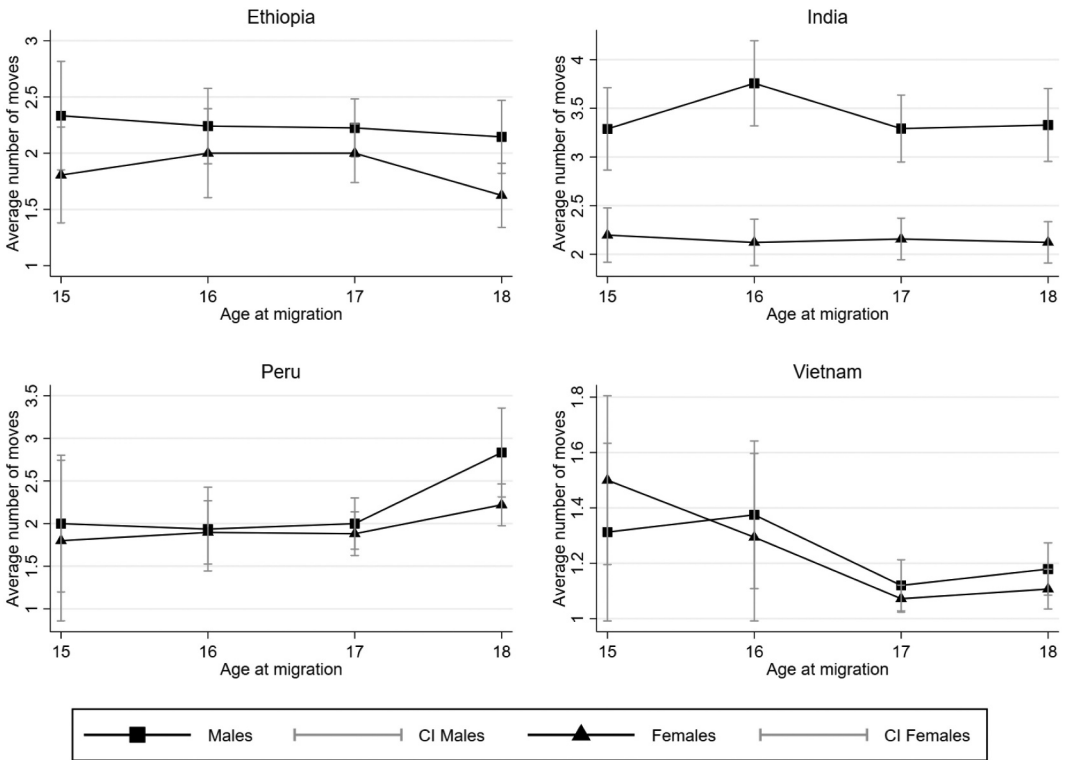 Ethiopia
Average number of moves
3
2.5
2
1.5
1
15 16 17 18
Age at migration
India
Average number of moves
4
3.5
3
2.5
2
15 16 17 18
Age at migration
Peru
Average number of moves
3.5
3
2.5
2
1.5
1
15 16 17 18
Age at migration
Vietnam
Average number of moves
1.8
1.6
1.4
1.2
1
15 16 17 18
Age at migration
Males CI Males Females CI Females